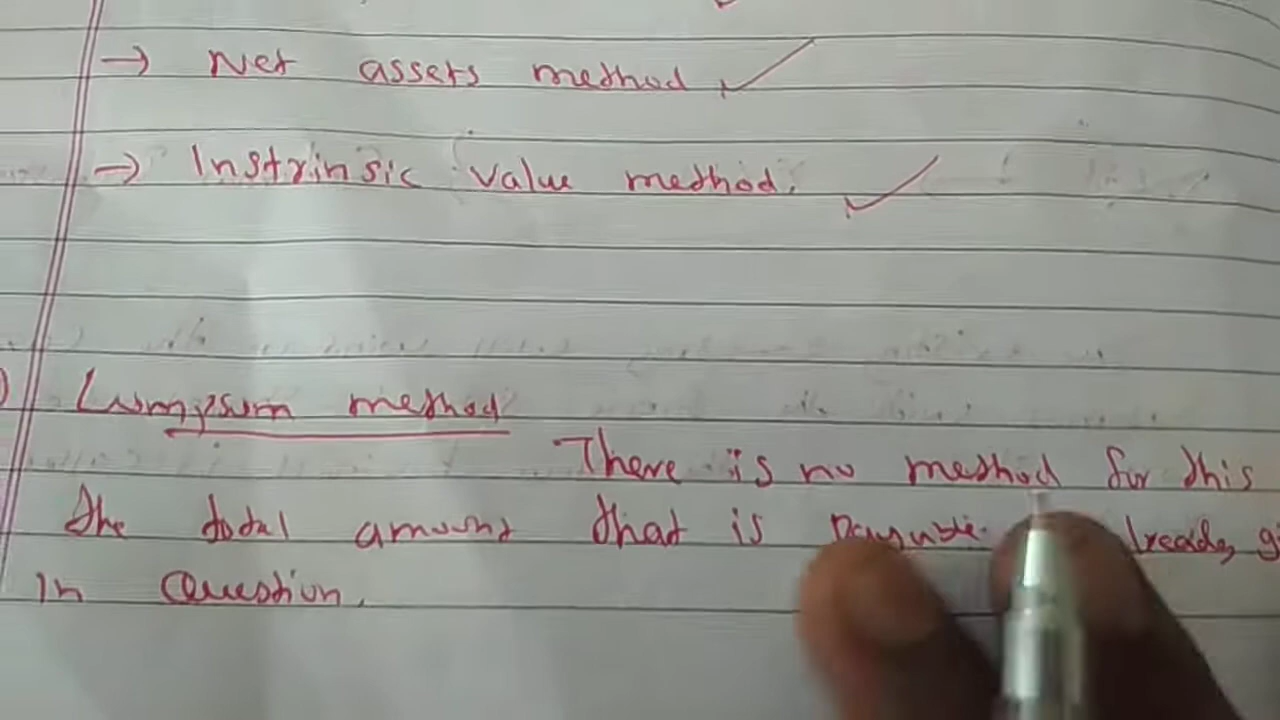 → Net assets method ✓
→ Instrinsic value method. ✓
) Lumpsum method
There is no method for this
the total amount that is payable
in Question.